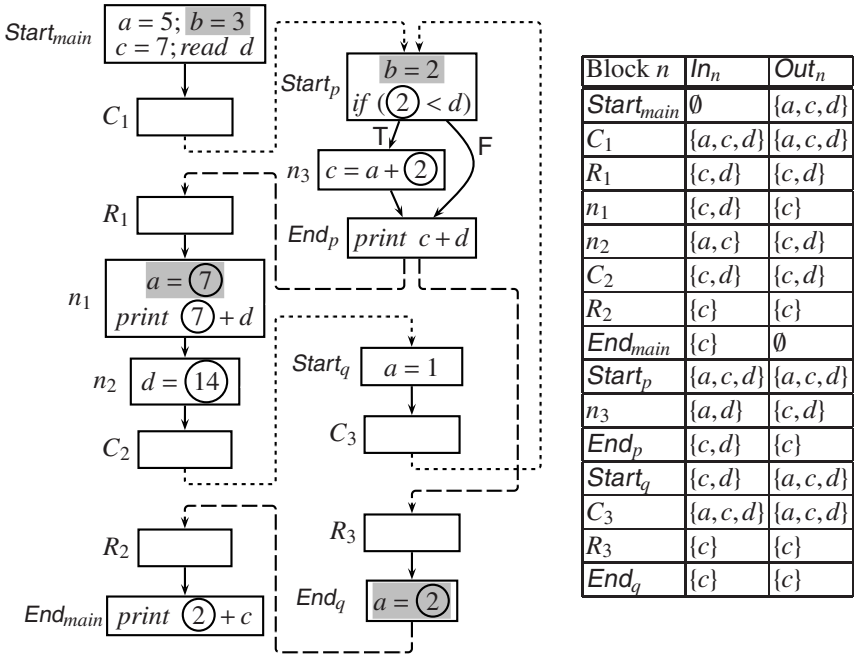 Start_main
a = 5; b = 3
c = 7; read d
C_1
Start_p
b = 2
if (2 < d)
T
F
n_3
c = a + 2
R_1
End_p
print c + d
n_1
a = 7
print 7 + d
n_2
d = 14
Start_q
a = 1
C_2
C_3
R_2
R_3
End_main
print 2 + c
End_q
a = 2
Block n In_n Out_n
Start_main ∅ {a,c,d}
C_1 {a,c,d} {a,c,d}
R_1 {c,d} {c,d}
n_1 {c,d} {c}
n_2 {a,c} {c,d}
C_2 {c,d} {c,d}
R_2 {c} {c}
End_main {c} ∅
Start_p {a,c,d} {a,c,d}
n_3 {a,d} {c,d}
End_p {c,d} {c}
Start_q {c,d} {a,c,d}
C_3 {a,c,d} {a,c,d}
R_3 {c} {c}
End_q {c} {c}